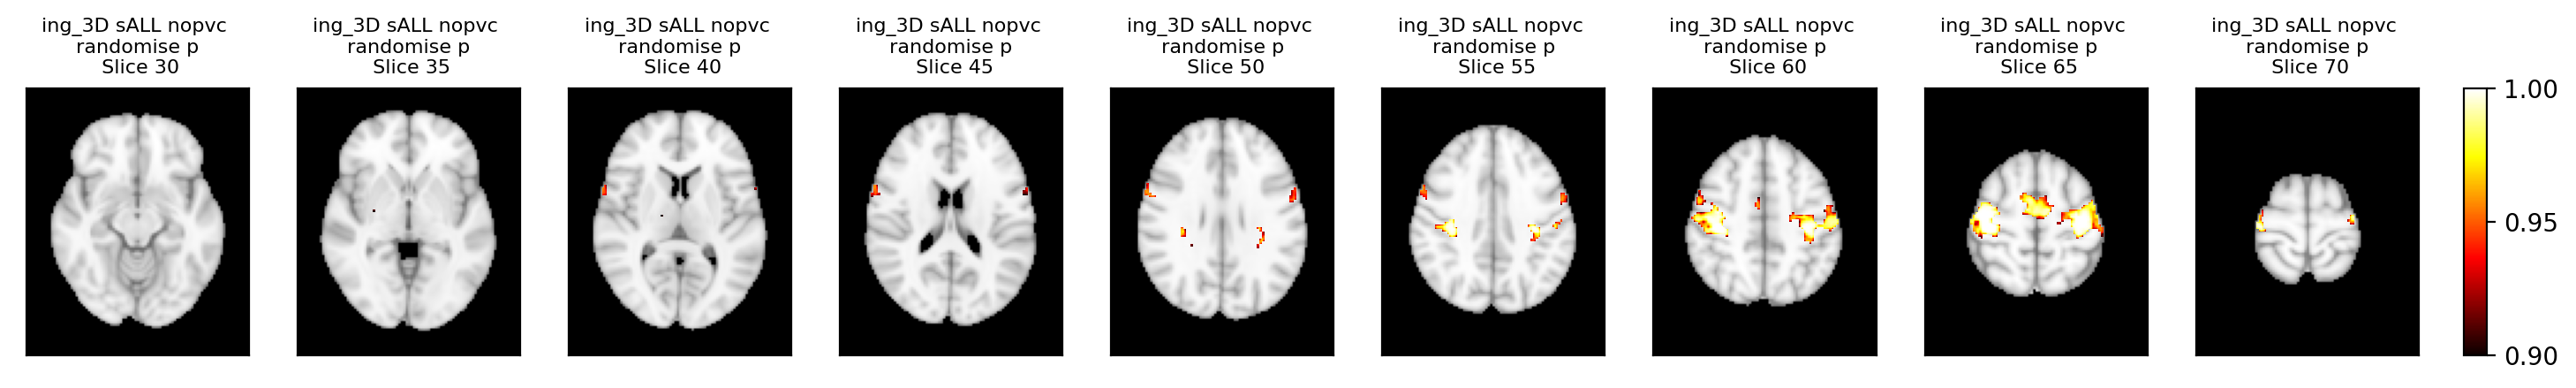 ing_3D sALL nopvc
randomise p
Slice 30
ing_3D sALL nopvc
randomise p
Slice 35
ing_3D sALL nopvc
randomise p
Slice 40
ing_3D sALL nopvc
randomise p
Slice 45
ing_3D sALL nopvc
randomise p
Slice 50
ing_3D sALL nopvc
randomise p
Slice 55
ing_3D sALL nopvc
randomise p
Slice 60
ing_3D sALL nopvc
randomise p
Slice 65
ing_3D sALL nopvc
randomise p
Slice 70
1.00
0.95
0.90